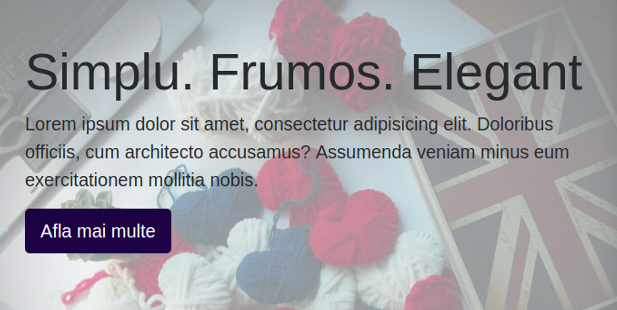 Simplu. Frumos. Elegant
Lorem ipsum dolor sit amet, consectetur adipisicing elit. Doloribus
officiis, cum architecto accusamus? Assumenda veniam minus eum
exercitationem mollitia nobis.
Afla mai multe